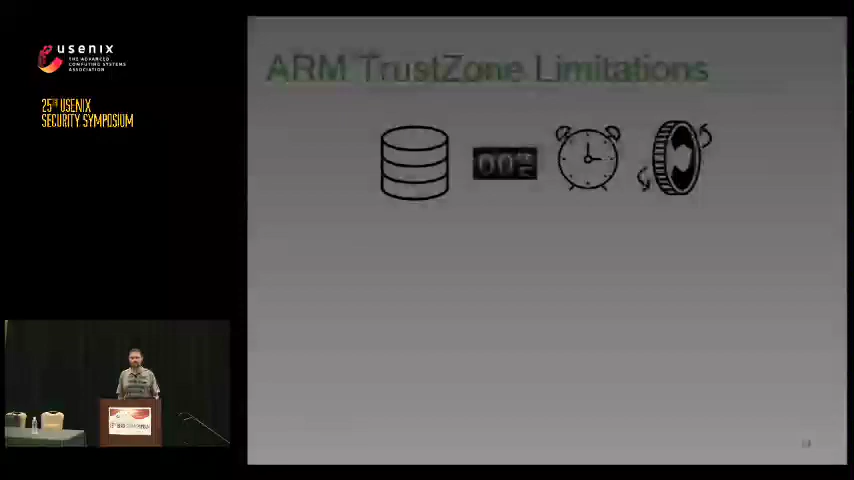 usenix
THE ADVANCED
COMPUTING SYSTEMS
ASSOCIATION
25TH USENIX
SECURITY SYMPOSIUM
ARM TrustZone Limitations